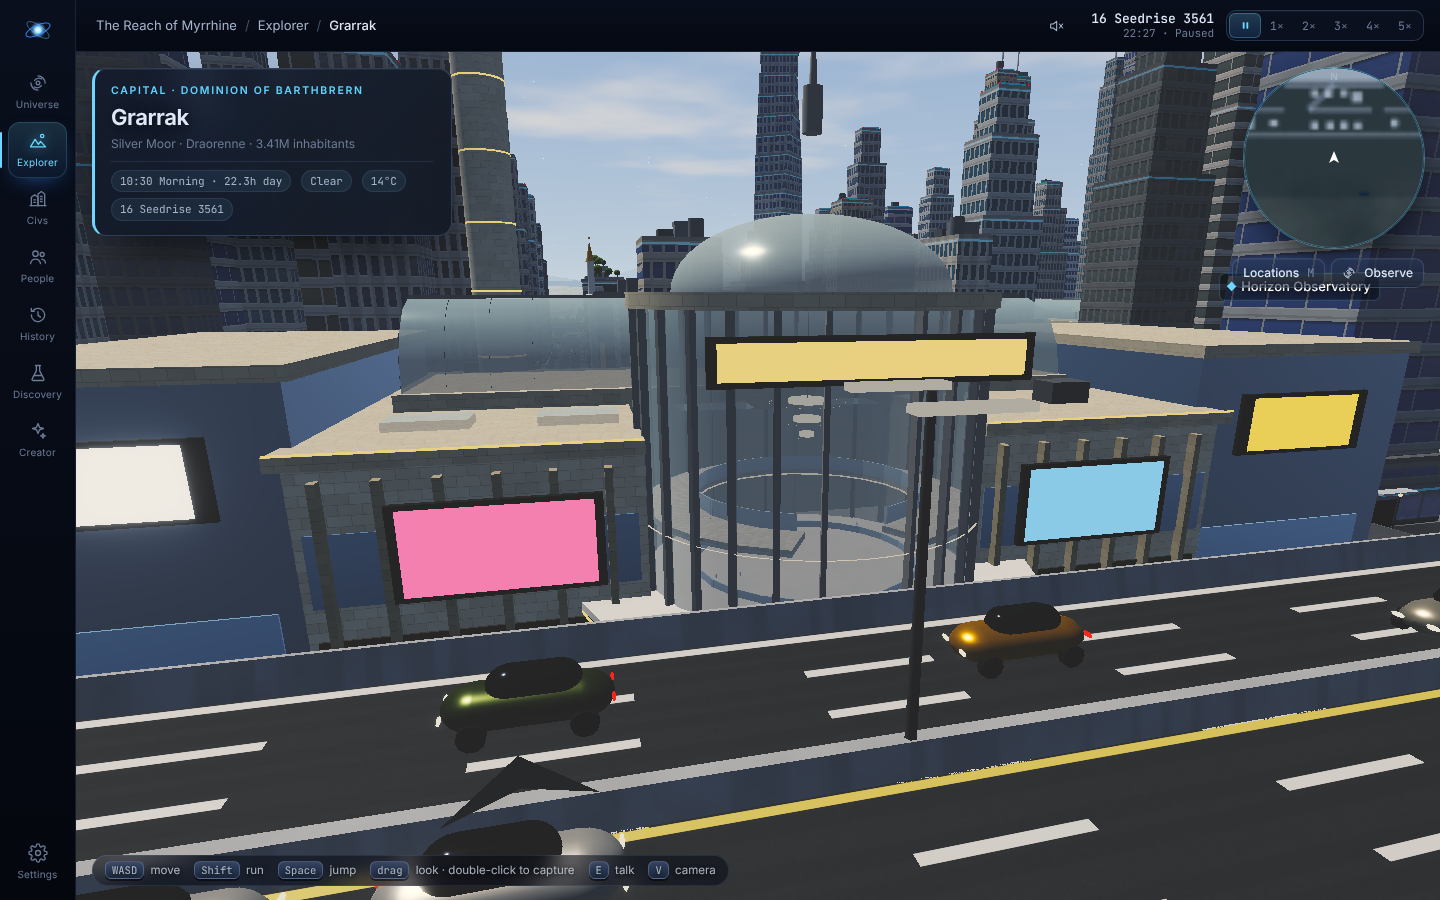 The Reach of Myrrhine / Explorer / Grarrak
16 Seedrise 3561
22:27 · Paused
1×
2×
3×
4×
5×
Universe
Explorer
Civs
People
History
Discovery
Creator
Settings
CAPITAL · DOMINION OF BARTHBRERN
Grarrak
Silver Moor · Draorenne · 3.41M inhabitants
10:30 Morning · 22.3h day
Clear
14°C
16 Seedrise 3561
N
Locations M
Observe
Horizon Observatory
WASD move
Shift run
Space jump
drag look · double-click to capture
E talk
V camera